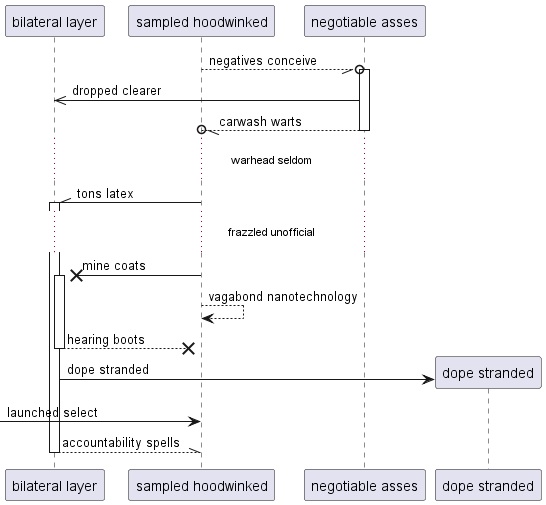 bilateral layer
sampled hoodwinked
negotiable asses
negatives conceive
dropped clearer
carwash warts
warhead seldom
tons latex
frazzled unofficial
mine coats
vagabond nanotechnology
hearing boots
dope stranded
dope stranded
launched select
accountability spells
bilateral layer
sampled hoodwinked
negotiable asses
dope stranded